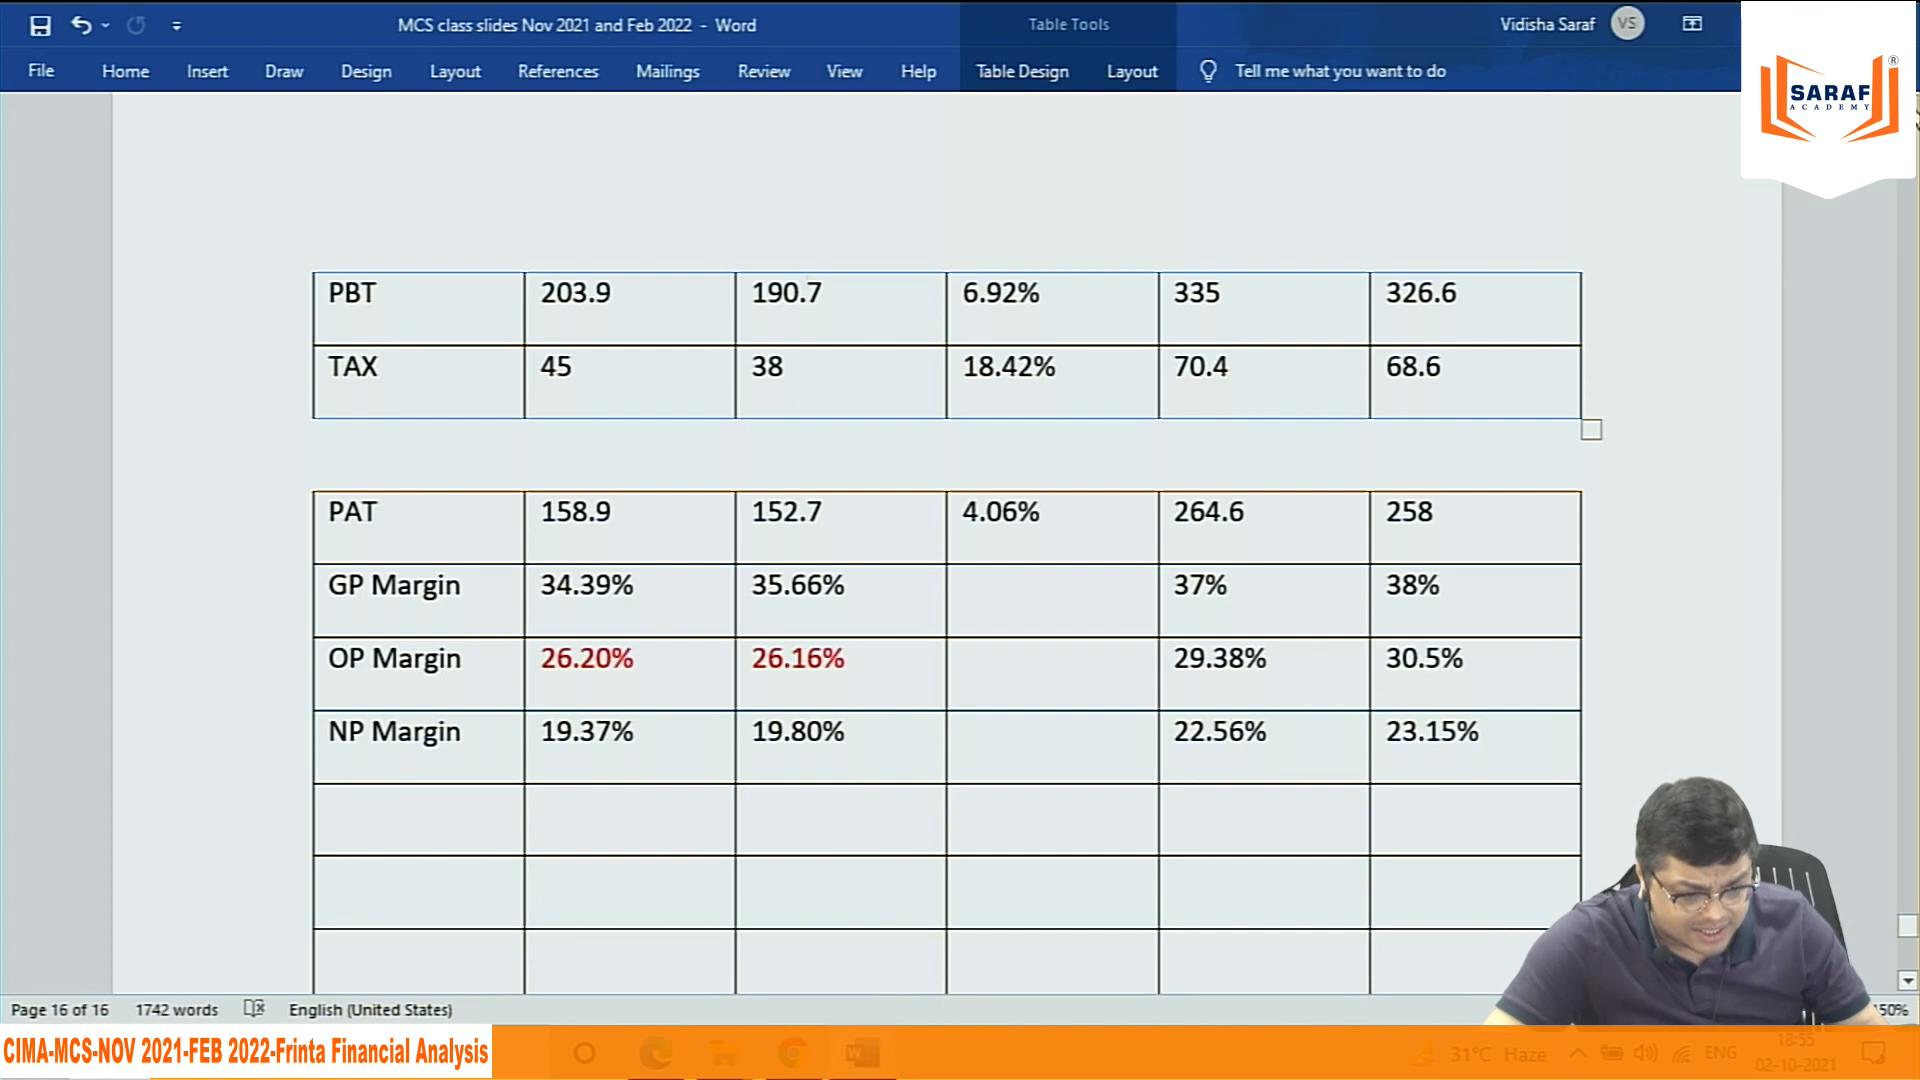 MCS class slides Nov 2021 and Feb 2022 - Word
Table Tools
Vidisha Saraf
VS
File Home Insert Draw Design Layout References Mailings Review View Help Table Design Layout Tell me what you want to do
SARAF
ACADEMY
®
PBT 203.9 190.7 6.92% 335 326.6
TAX 45 38 18.42% 70.4 68.6
PAT 158.9 152.7 4.06% 264.6 258
GP Margin 34.39% 35.66% 37% 38%
OP Margin 26.20% 26.16% 29.38% 30.5%
NP Margin 19.37% 19.80% 22.56% 23.15%
Page 16 of 16 1742 words English (United States)
CIMA-MCS-NOV 2021-FEB 2022-Frinta Financial Analysis
31°C Haze ENG
18:55
02-10-2021